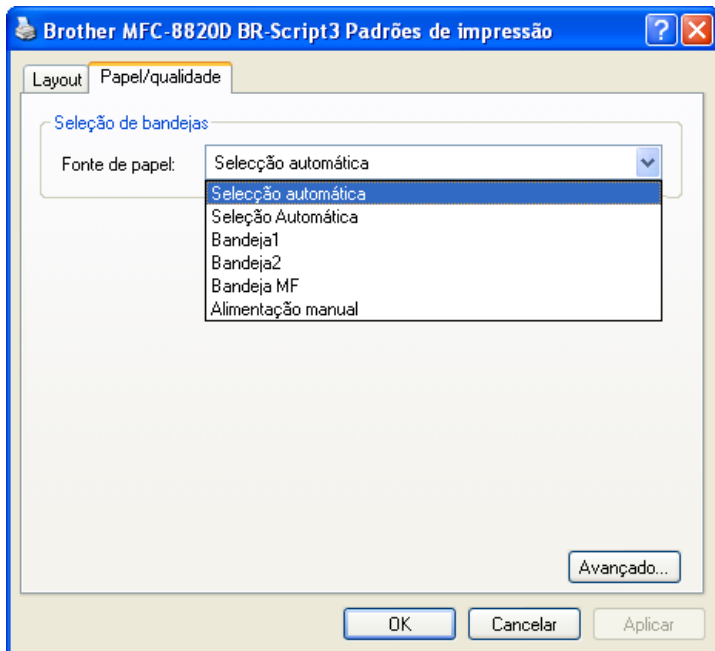 Brother MFC-8820D BR-Script3 Padrões de impressão
Layout
Papel/qualidade
Seleção de bandejas
Fonte de papel:
Selecção automática
Selecção automática
Seleção Automática
Bandeja1
Bandeja2
Bandeja MF
Alimentação manual
Avançado...
OK
Cancelar
Aplicar